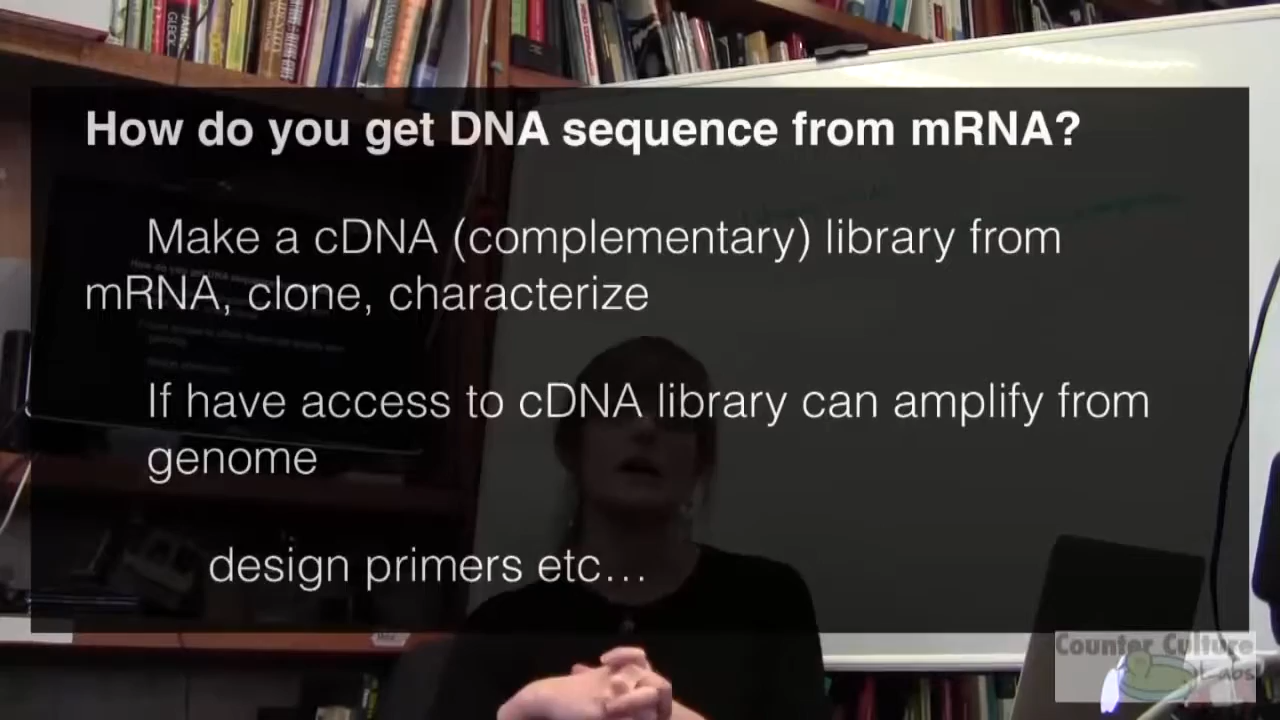 How do you get DNA sequence from mRNA?
Make a cDNA (complementary) library from
mRNA, clone, characterize
If have access to cDNA library can amplify from
genome
design primers etc...
Counter Culture
Labs